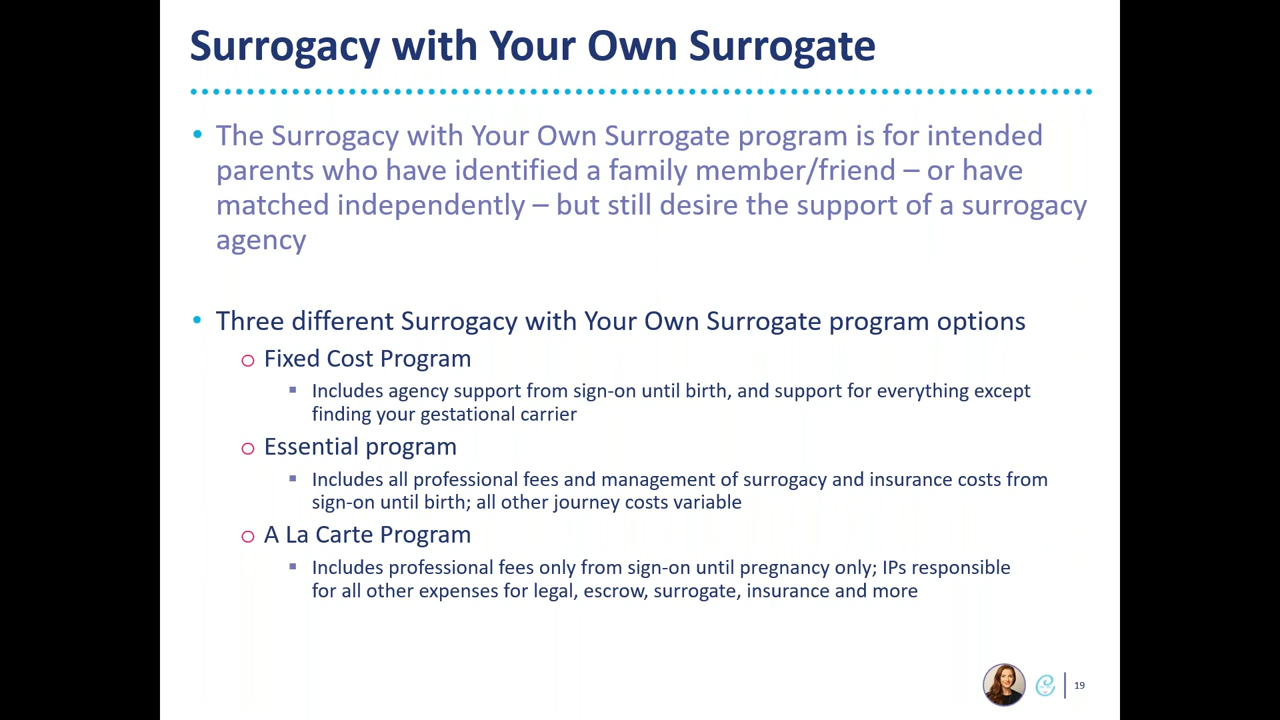 Surrogacy with Your Own Surrogate
• The Surrogacy with Your Own Surrogate program is for intended
parents who have identified a family member/friend – or have
matched independently – but still desire the support of a surrogacy
agency
• Three different Surrogacy with Your Own Surrogate program options
o Fixed Cost Program
▪ Includes agency support from sign-on until birth, and support for everything except
finding your gestational carrier
o Essential program
▪ Includes all professional fees and management of surrogacy and insurance costs from
sign-on until birth; all other journey costs variable
o A La Carte Program
▪ Includes professional fees only from sign-on until pregnancy only; IPs responsible
for all other expenses for legal, escrow, surrogate, insurance and more
19